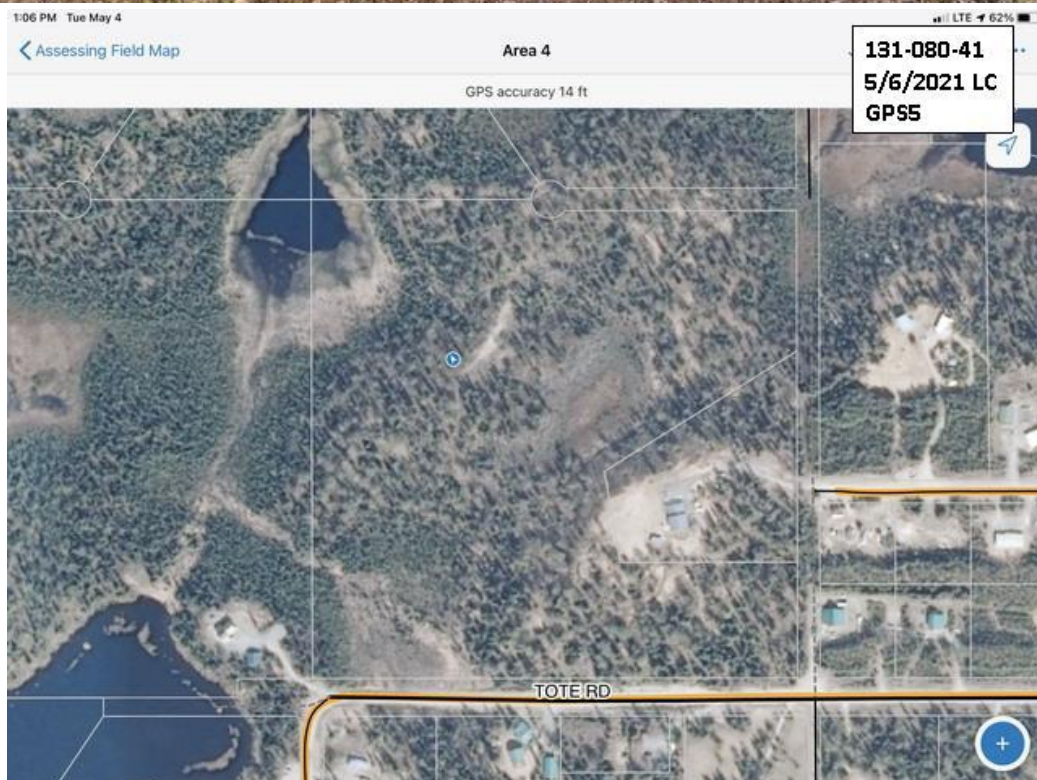 1:06 PM Tue May 4
LTE 62%
Assessing Field Map
Area 4
GPS accuracy 14 ft
131-080-41
5/6/2021 LC
GPS5
TOTE RD